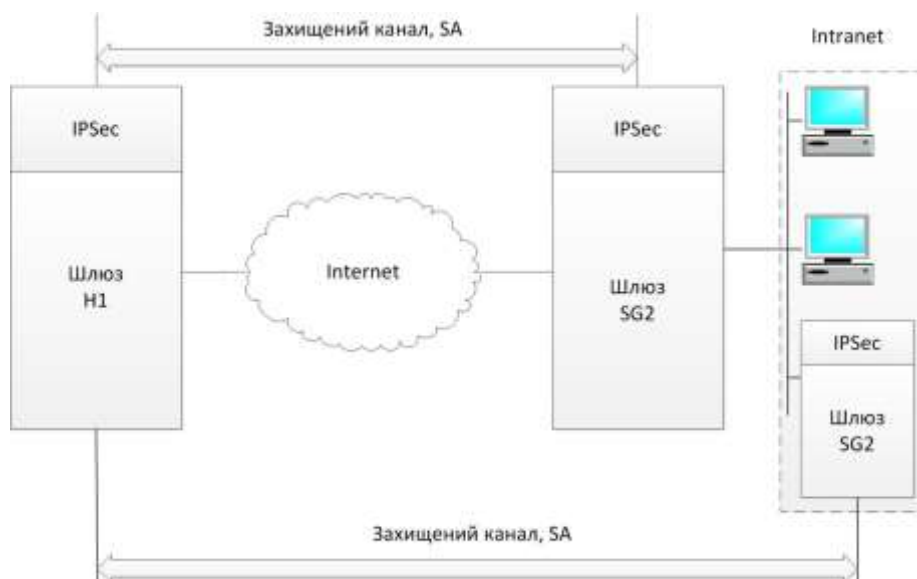 Захищений канал, SA
Intranet
IPSec
IPSec
Шлюз
H1
Internet
Шлюз
SG2
IPSec
Шлюз
SG2
Захищений канал, SA